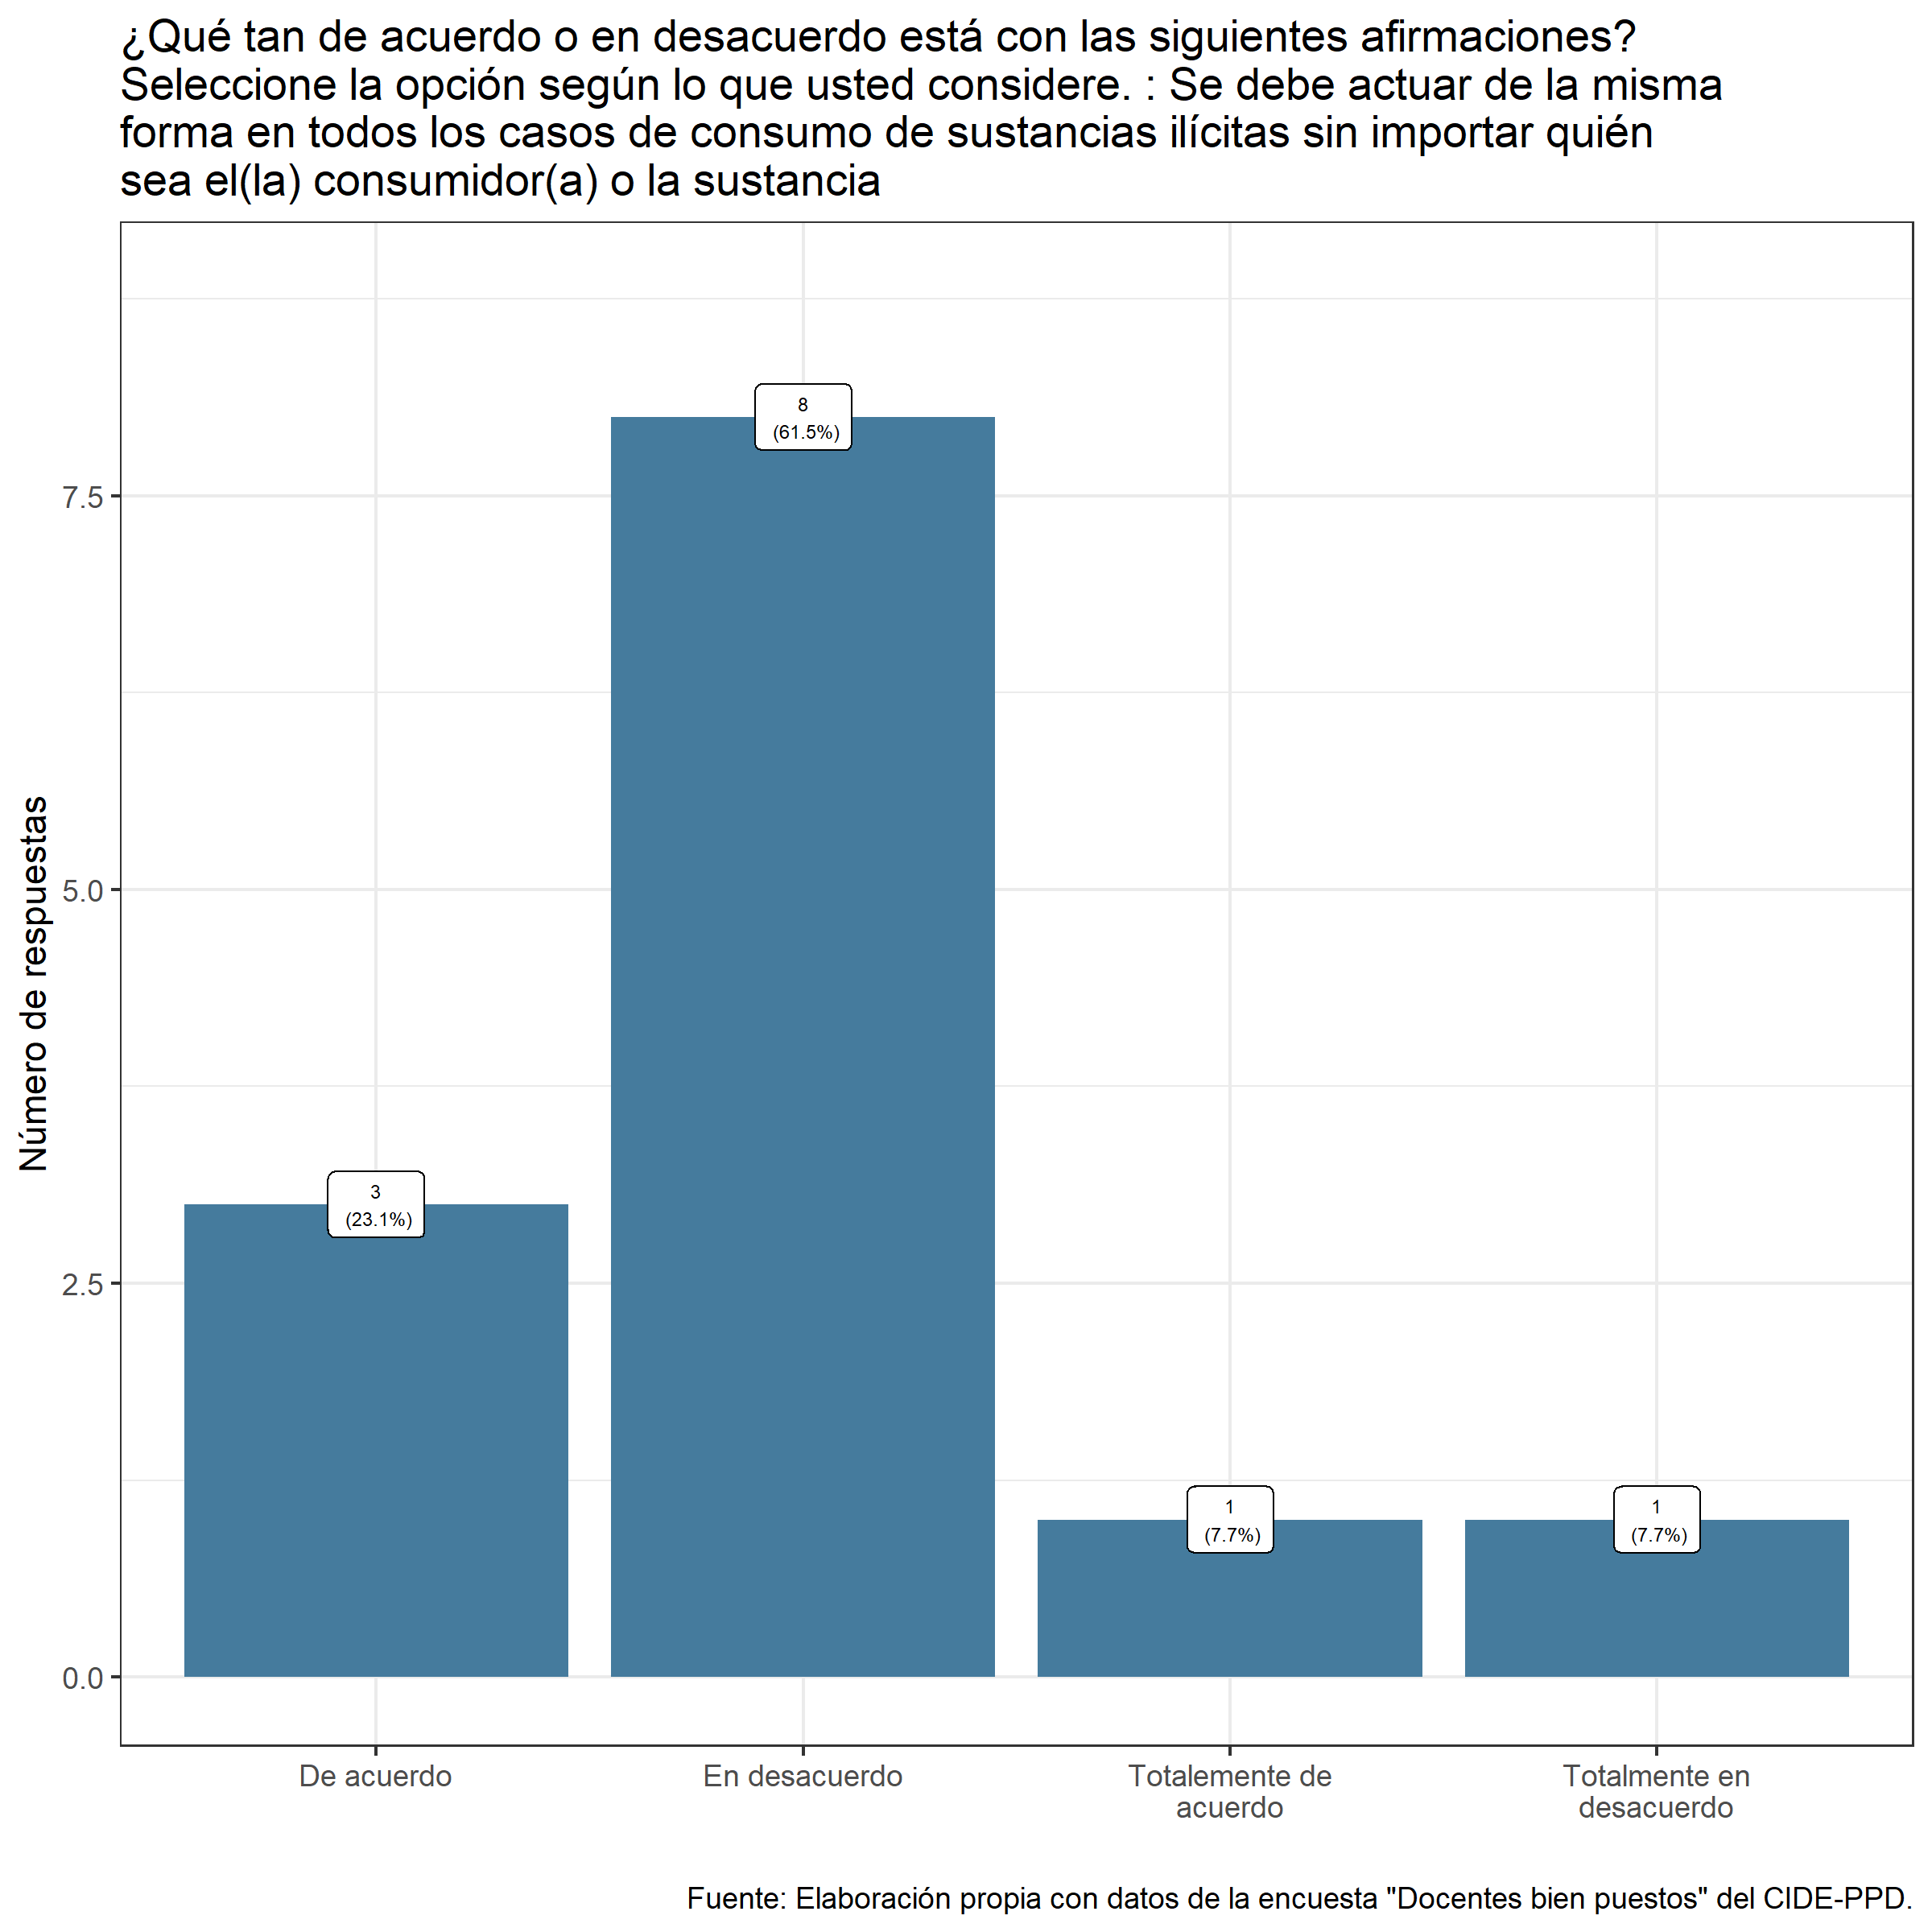 ¿Qué tan de acuerdo o en desacuerdo está con las siguientes afirmaciones?
Seleccione la opción según lo que usted considere. : Se debe actuar de la misma
forma en todos los casos de consumo de sustancias ilícitas sin importar quién
sea el(la) consumidor(a) o la sustancia
Número de respuestas
7.5
5.0
2.5
0.0
3
(23.1%)
8
(61.5%)
1
(7.7%)
1
(7.7%)
De acuerdo
En desacuerdo
Totalemente de
acuerdo
Totalmente en
desacuerdo
Fuente: Elaboración propia con datos de la encuesta "Docentes bien puestos" del CIDE-PPD.